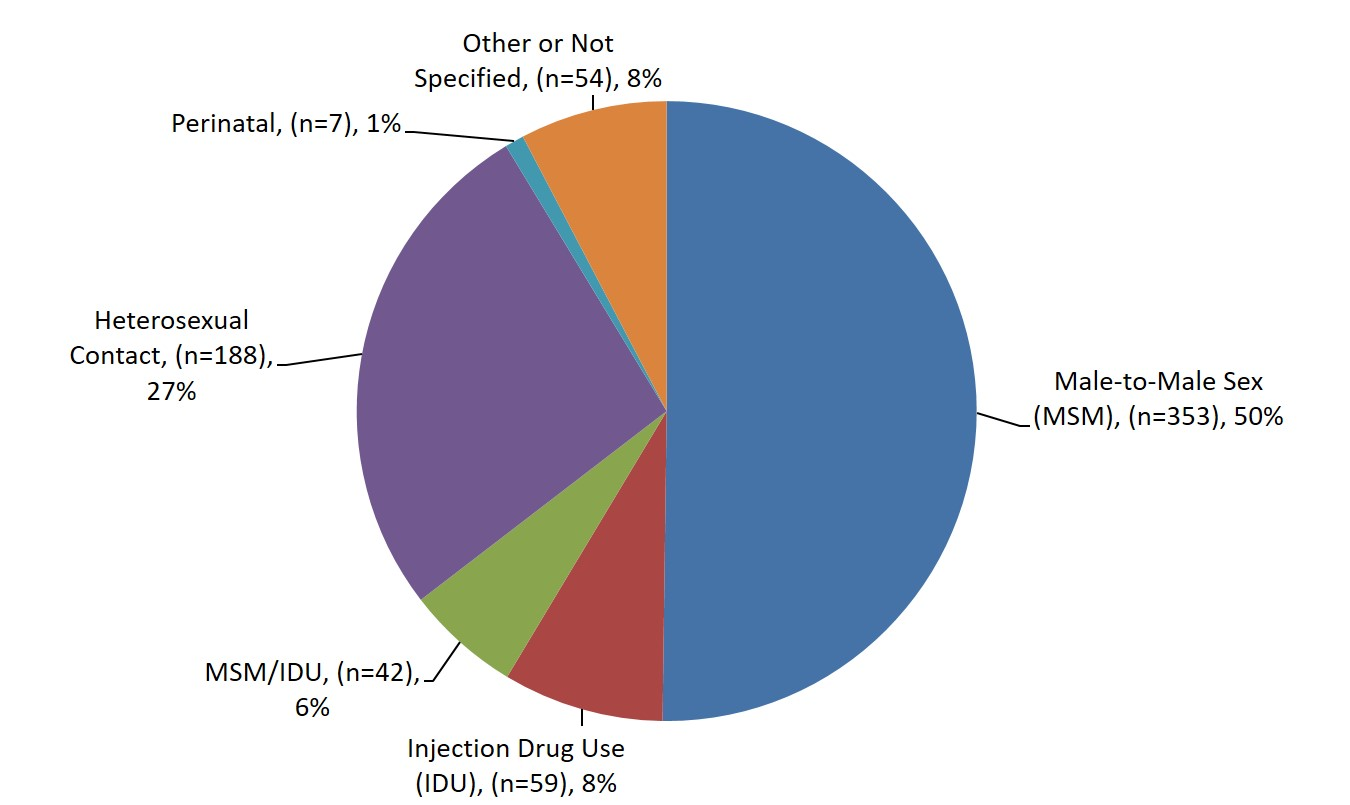 Other or Not
Specified, (n=54), 8%
Perinatal, (n=7), 1%
Heterosexual
Contact, (n=188),
27%
Male-to-Male Sex
(MSM), (n=353), 50%
MSM/IDU, (n=42),
6%
Injection Drug Use
(IDU), (n=59), 8%